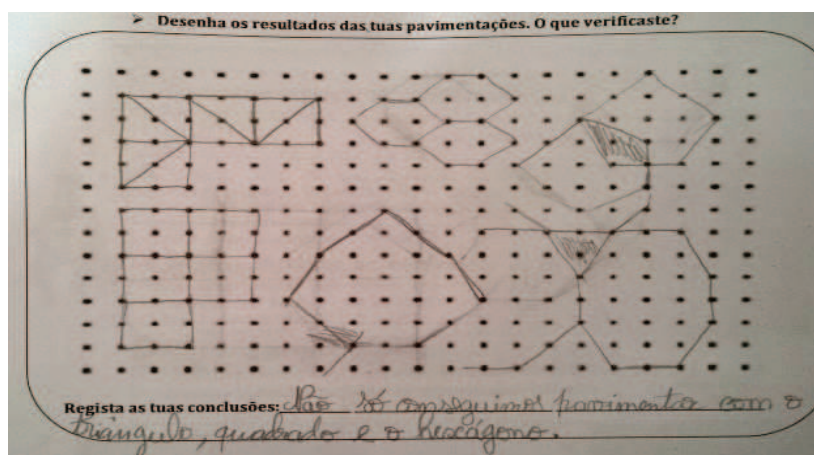 ➤ Desenha os resultados das tuas pavimentações. O que verificaste?
Regista as tuas conclusões: Não só conseguimos pavimentar com o
triângulo, quadrado e o hexágono.